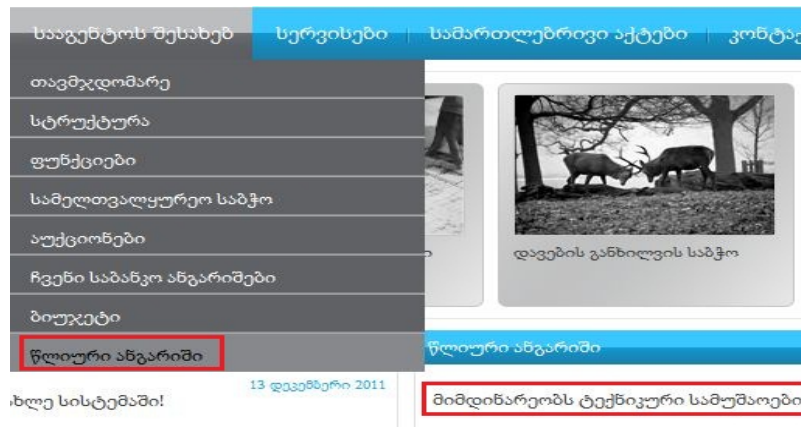 სააგენტოს შესახებ სერვისები სამართლებრივი აქტები
თავმჯდომარე
სტრუქტურა
ფუნქციები
სამეთვალყურეო საბჭო
აუქციონები
ჩვენი საბანკო ანგარიშები
ბიუჯეტი
წლიური ანგარიში
დავების განხილვის საბჭო
წლიური ანგარიში
13 დეკემბერი 2011
სისტემაში!
მიმდინარეობს ტექნიკური სამუშაოები